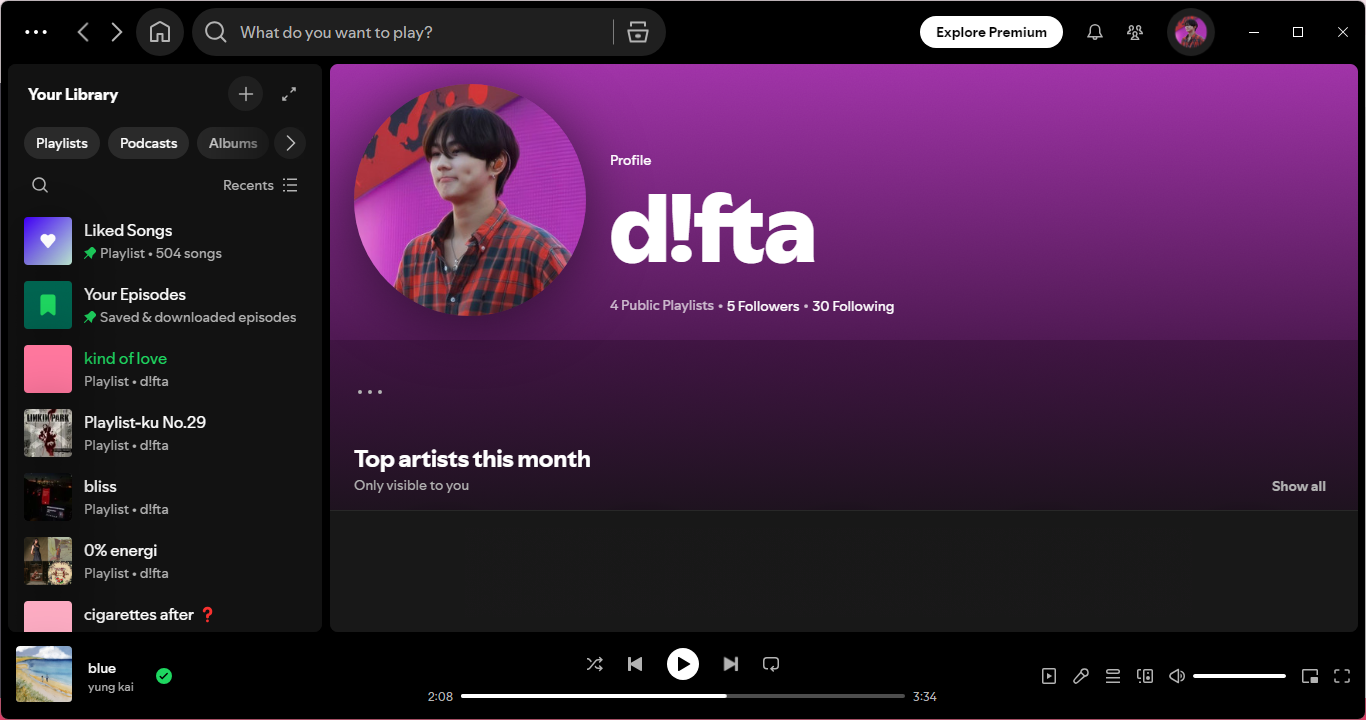 What do you want to play?
Explore Premium
Your Library
Playlists
Podcasts
Albums
Recents
Liked Songs
Playlist • 504 songs
Your Episodes
Saved & downloaded episodes
kind of love
Playlist • d!fta
LINKIN PARK
Playlist-ku No.29
Playlist • d!fta
bliss
Playlist • d!fta
0% energi
Playlist • d!fta
cigarettes after ❓
Profile
d!fta
4 Public Playlists • 5 Followers • 30 Following
Top artists this month
Only visible to you
Show all
blue
yung kai
2:08
3:34